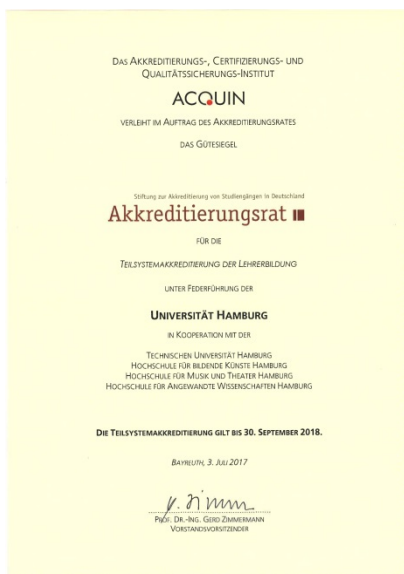 Das Akkreditierungs-, Certifizierungs- und
Qualitätssicherungs-Institut
ACQUIN
verleiht im Auftrag des Akkreditierungsrates
das Gütesiegel
Stiftung zur Akkreditierung von Studiengängen in Deutschland
Akkreditierungsrat
für die
Teilsystemakkreditierung der Lehrerbildung
unter Federführung der
Universität Hamburg
in Kooperation mit der
Technischen Universität Hamburg
Hochschule für bildende Künste Hamburg
Hochschule für Musik und Theater Hamburg
Hochschule für Angewandte Wissenschaften Hamburg
Die Teilsystemakkreditierung gilt bis 30. September 2018.
Bayreuth, 3. Juli 2017
Prof. Dr.-Ing. Gerd Zimmermann
Vorstandsvorsitzender